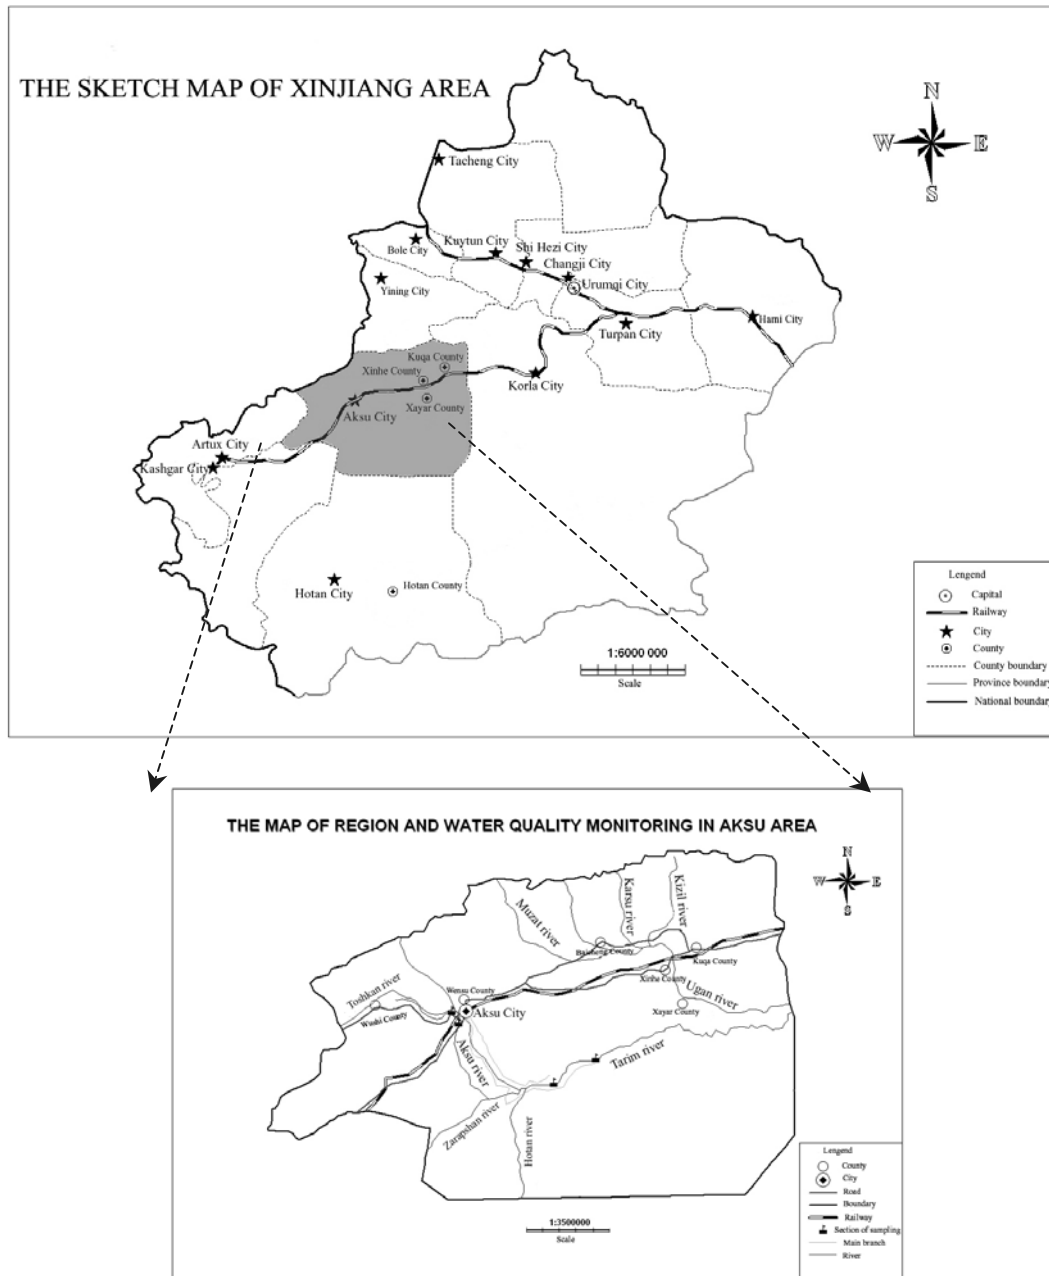 THE SKETCH MAP OF XINJIANG AREA
N
W E
S
Tacheng City
Bole City
Kuytun City
Shi Hezi City
Changji City
Urumqi City
Yining City
Turpan City
Hami City
Kuqa County
Xinhe County
Korla City
Aksu City
Xayar County
Artux City
Kashgar City
Hotan City
Hotan County
1:6000 000
Scale
Lengend
Capital
Railway
City
County
County boundary
Province boundary
National boundary
THE MAP OF REGION AND WATER QUALITY MONITORING IN AKSU AREA
N
W E
S
Muzat river
Karsu river
Kizil river
Baicheng County
Kuqa County
Xinhe County
Ugan river
Xayar County
Toshkan river
Wensu County
Wushi County
Aksu City
Aksu river
Tarim river
Zarapshan river
Hotan river
1:3500000
Scale
Lengend
County
City
Road
Boundary
Railway
Section of sampling
Main branch
River